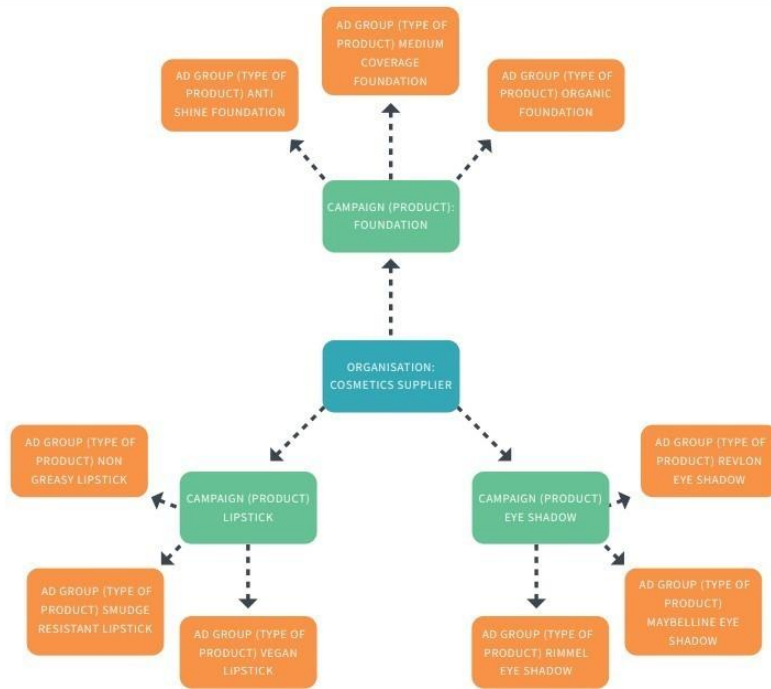 AD GROUP (TYPE OF
PRODUCT) MEDIUM
COVERAGE
FOUNDATION
AD GROUP (TYPE OF
PRODUCT) ANTI
SHINE FOUNDATION
AD GROUP (TYPE OF
PRODUCT) ORGANIC
FOUNDATION
CAMPAIGN (PRODUCT):
FOUNDATION
ORGANISATION:
COSMETICS SUPPLIER
AD GROUP (TYPE OF
PRODUCT) NON
GREASY LIPSTICK
AD GROUP (TYPE OF
PRODUCT) REVLON
EYE SHADOW
CAMPAIGN (PRODUCT)
LIPSTICK
CAMPAIGN (PRODUCT)
EYE SHADOW
AD GROUP (TYPE OF
PRODUCT) SMUDGE
RESISTANT LIPSTICK
AD GROUP (TYPE OF
PRODUCT)
MAYBELLINE EYE
SHADOW
AD GROUP (TYPE OF
PRODUCT) VEGAN
LIPSTICK
AD GROUP (TYPE OF
PRODUCT) RIMMEL
EYE SHADOW